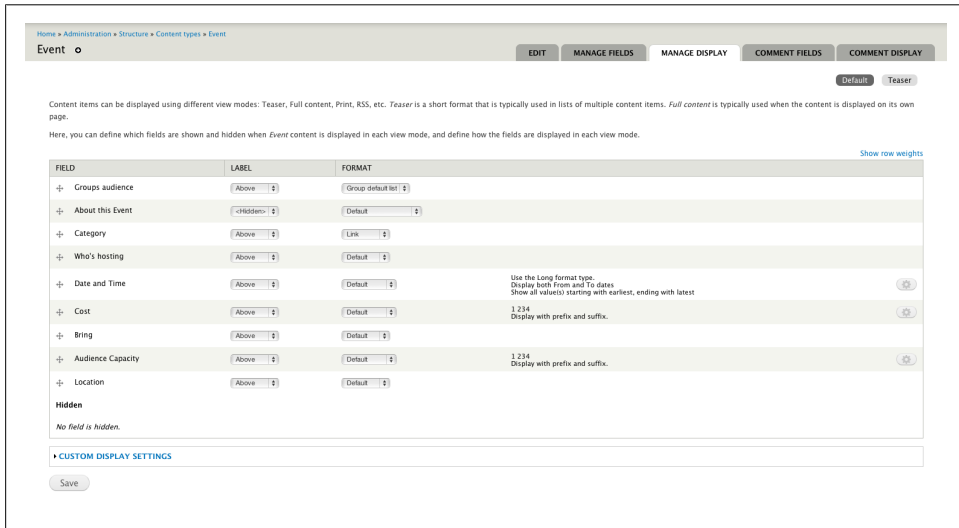 Home » Administration » Structure » Content types » Event
Event
EDIT MANAGE FIELDS MANAGE DISPLAY COMMENT FIELDS COMMENT DISPLAY
Default Teaser
Content items can be displayed using different view modes: Teaser, Full content, Print, RSS, etc. Teaser is a short format that is typically used in lists of multiple content items. Full content is typically used when the content is displayed on its own
page.
Here, you can define which fields are shown and hidden when Event content is displayed in each view mode, and define how the fields are displayed in each view mode.
Show row weights
FIELD LABEL FORMAT
Groups audience Above Group default list
About this Event <Hidden> Default
Category Above Link
Who's hosting Above Default
Date and Time Above Default
Use the Long format type.
Display both From and To dates
Show all value(s) starting with earliest, ending with latest
Cost Above Default
1 234
Display with prefix and suffix.
Bring Above Default
Audience Capacity Above Default
1 234
Display with prefix and suffix.
Location Above Default
Hidden
No field is hidden.
CUSTOM DISPLAY SETTINGS
Save